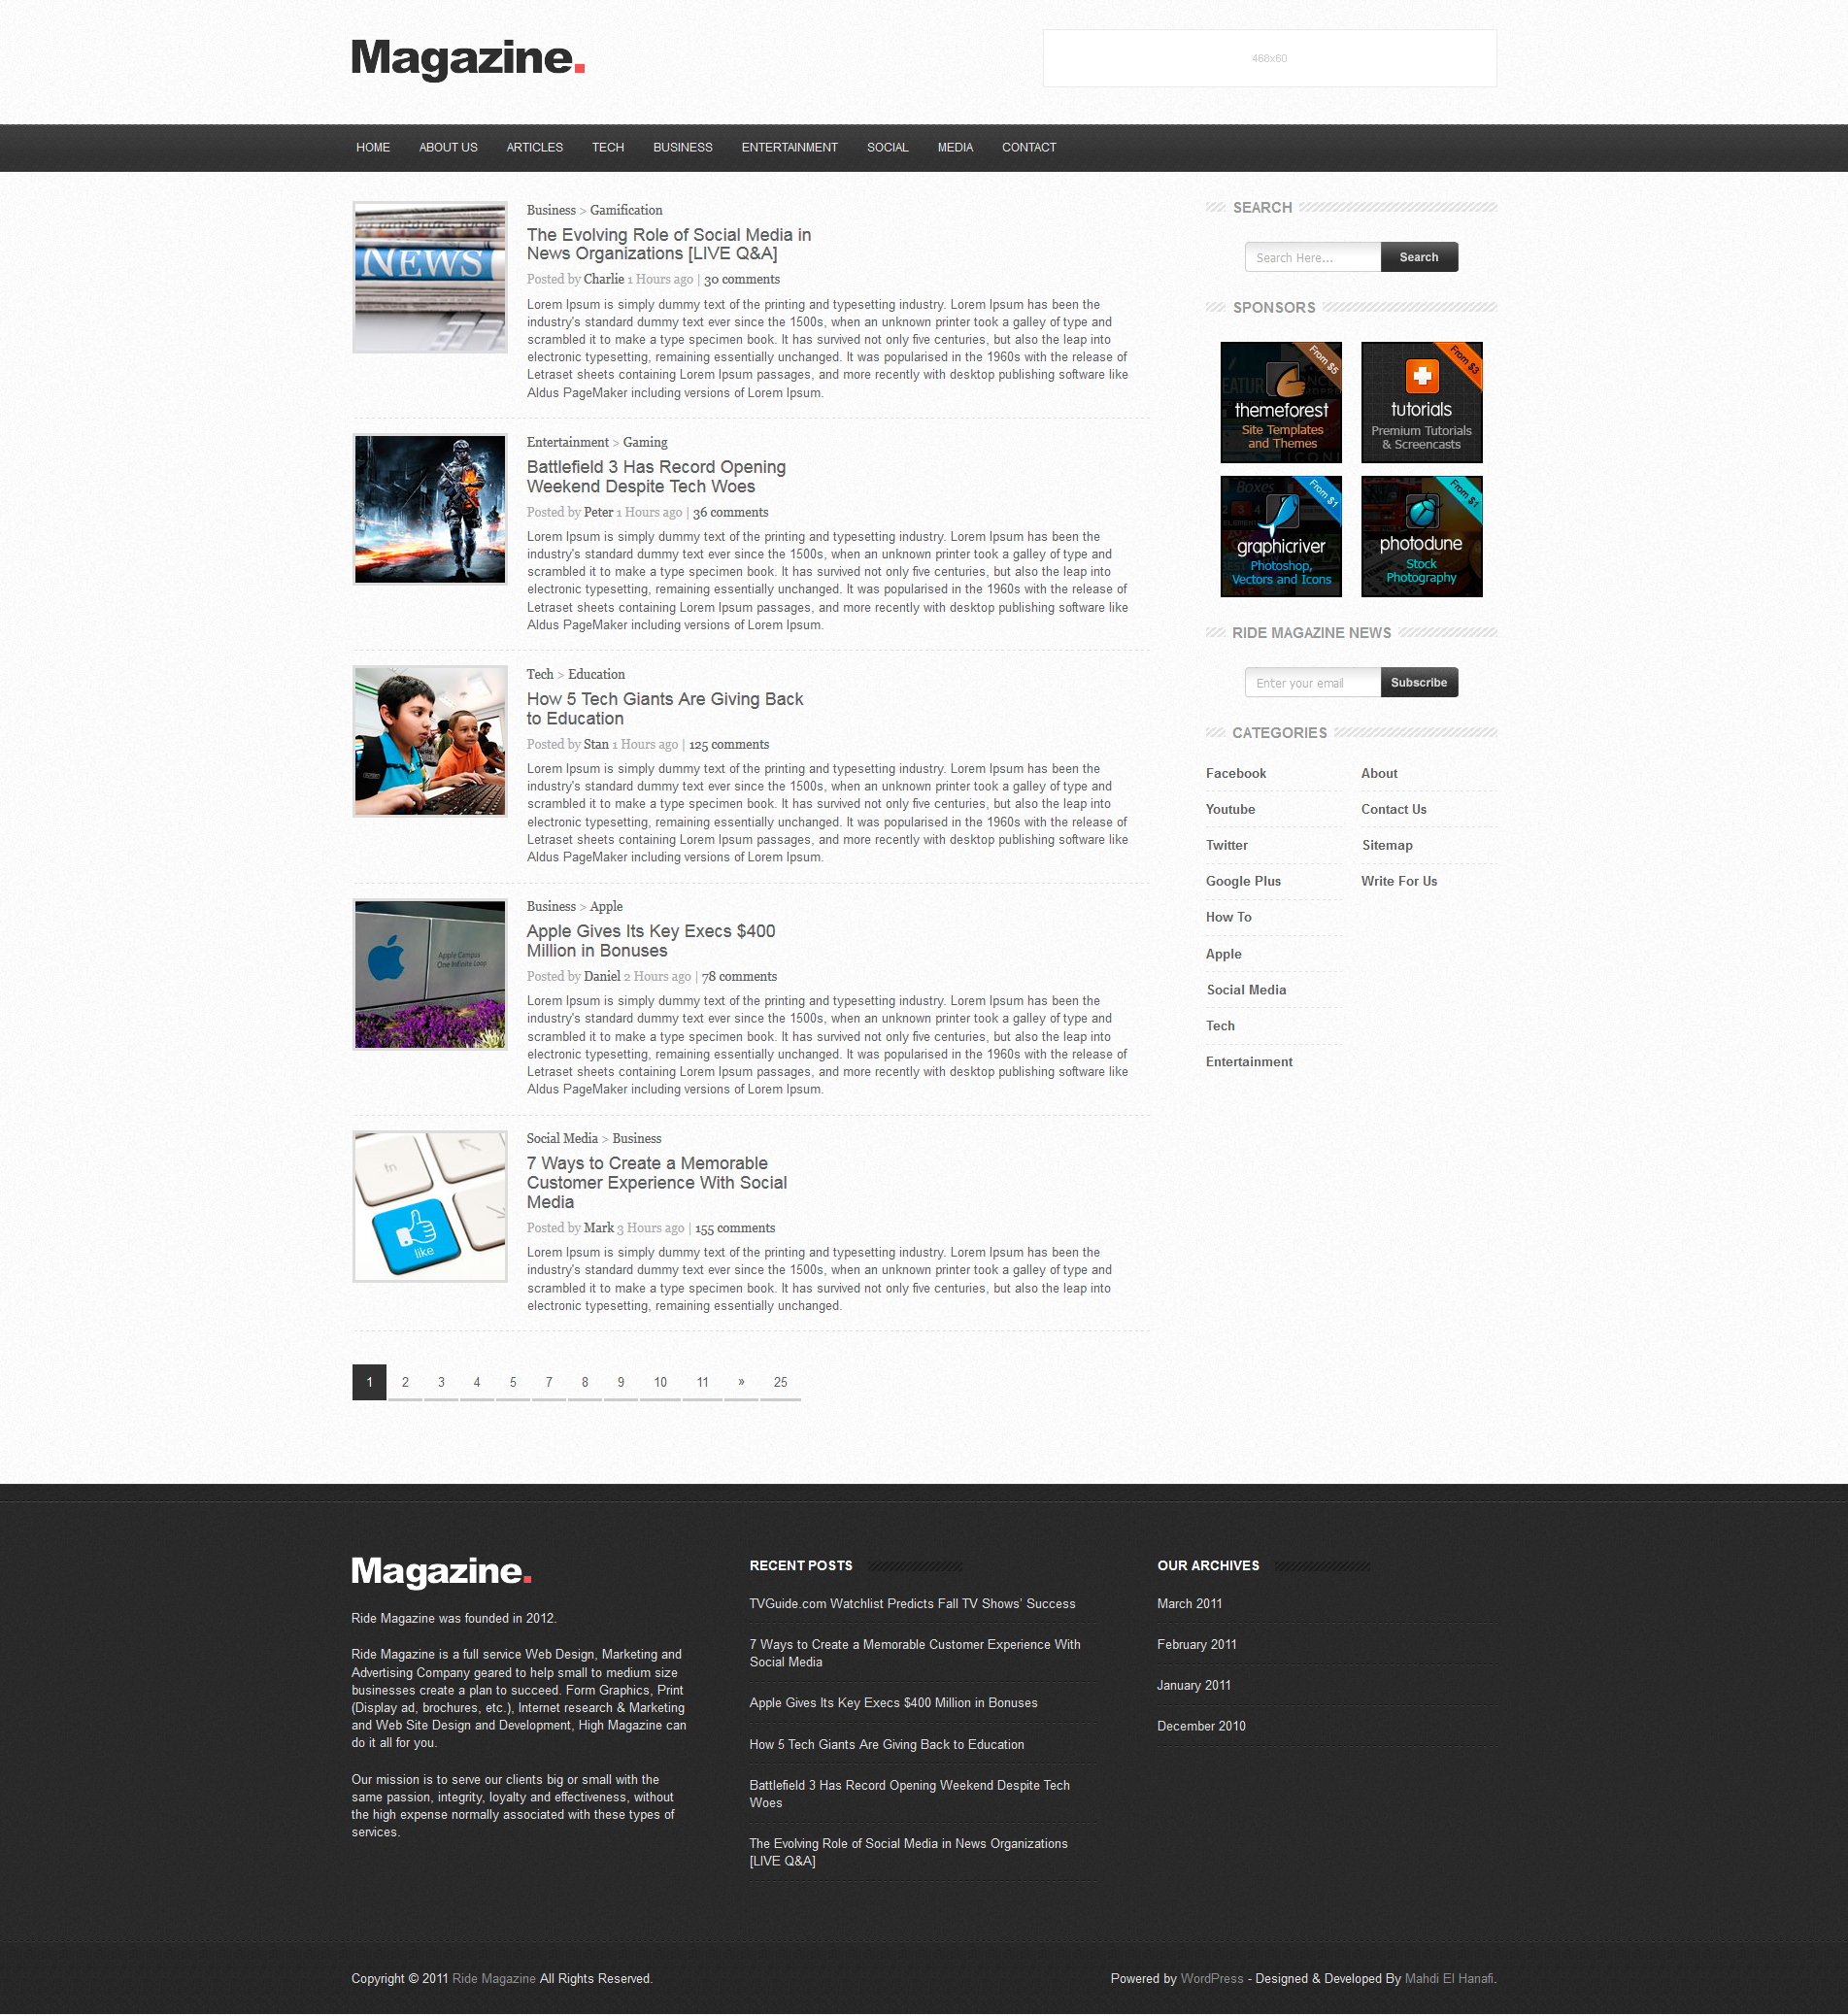 Magazine.
468x60
HOME ABOUT US ARTICLES TECH BUSINESS ENTERTAINMENT SOCIAL MEDIA CONTACT
NEWS
Business > Gamification
The Evolving Role of Social Media in
News Organizations [LIVE Q&A]
Posted by Charlie 1 Hours ago | 30 comments
Lorem Ipsum is simply dummy text of the printing and typesetting industry. Lorem Ipsum has been the
industry's standard dummy text ever since the 1500s, when an unknown printer took a galley of type and
scrambled it to make a type specimen book. It has survived not only five centuries, but also the leap into
electronic typesetting, remaining essentially unchanged. It was popularised in the 1960s with the release of
Letraset sheets containing Lorem Ipsum passages, and more recently with desktop publishing software like
Aldus PageMaker including versions of Lorem Ipsum.
Entertainment > Gaming
Battlefield 3 Has Record Opening
Weekend Despite Tech Woes
Posted by Peter 1 Hours ago | 36 comments
Lorem Ipsum is simply dummy text of the printing and typesetting industry. Lorem Ipsum has been the
industry's standard dummy text ever since the 1500s, when an unknown printer took a galley of type and
scrambled it to make a type specimen book. It has survived not only five centuries, but also the leap into
electronic typesetting, remaining essentially unchanged. It was popularised in the 1960s with the release of
Letraset sheets containing Lorem Ipsum passages, and more recently with desktop publishing software like
Aldus PageMaker including versions of Lorem Ipsum.
Tech > Education
How 5 Tech Giants Are Giving Back
to Education
Posted by Stan 1 Hours ago | 125 comments
Lorem Ipsum is simply dummy text of the printing and typesetting industry. Lorem Ipsum has been the
industry's standard dummy text ever since the 1500s, when an unknown printer took a galley of type and
scrambled it to make a type specimen book. It has survived not only five centuries, but also the leap into
electronic typesetting, remaining essentially unchanged. It was popularised in the 1960s with the release of
Letraset sheets containing Lorem Ipsum passages, and more recently with desktop publishing software like
Aldus PageMaker including versions of Lorem Ipsum.
Apple Campus
One Infinite Loop
Business > Apple
Apple Gives Its Key Execs $400
Million in Bonuses
Posted by Daniel 2 Hours ago | 78 comments
Lorem Ipsum is simply dummy text of the printing and typesetting industry. Lorem Ipsum has been the
industry's standard dummy text ever since the 1500s, when an unknown printer took a galley of type and
scrambled it to make a type specimen book. It has survived not only five centuries, but also the leap into
electronic typesetting, remaining essentially unchanged. It was popularised in the 1960s with the release of
Letraset sheets containing Lorem Ipsum passages, and more recently with desktop publishing software like
Aldus PageMaker including versions of Lorem Ipsum.
fn
like
Social Media > Business
7 Ways to Create a Memorable
Customer Experience With Social
Media
Posted by Mark 3 Hours ago | 155 comments
Lorem Ipsum is simply dummy text of the printing and typesetting industry. Lorem Ipsum has been the
industry's standard dummy text ever since the 1500s, when an unknown printer took a galley of type and
scrambled it to make a type specimen book. It has survived not only five centuries, but also the leap into
electronic typesetting, remaining essentially unchanged.
1 2 3 4 5 7 8 9 10 11 » 25
SEARCH
Search Here... Search
SPONSORS
From $5
themeforest
Site Templates
and Themes
From $3
tutorials
Premium Tutorials
& Screencasts
From $1
graphicriver
Photoshop,
Vectors and Icons
From $1
photodune
Stock
Photography
RIDE MAGAZINE NEWS
Enter your email Subscribe
CATEGORIES
Facebook
Youtube
Twitter
Google Plus
How To
Apple
Social Media
Tech
Entertainment
About
Contact Us
Sitemap
Write For Us
Magazine.
Ride Magazine was founded in 2012.
Ride Magazine is a full service Web Design, Marketing and
Advertising Company geared to help small to medium size
businesses create a plan to succeed. Form Graphics, Print
(Display ad, brochures, etc.), Internet research & Marketing
and Web Site Design and Development, High Magazine can
do it all for you.
Our mission is to serve our clients big or small with the
same passion, integrity, loyalty and effectiveness, without
the high expense normally associated with these types of
services.
RECENT POSTS
TVGuide.com Watchlist Predicts Fall TV Shows' Success
7 Ways to Create a Memorable Customer Experience With
Social Media
Apple Gives Its Key Execs $400 Million in Bonuses
How 5 Tech Giants Are Giving Back to Education
Battlefield 3 Has Record Opening Weekend Despite Tech
Woes
The Evolving Role of Social Media in News Organizations
[LIVE Q&A]
OUR ARCHIVES
March 2011
February 2011
January 2011
December 2010
Copyright © 2011 Ride Magazine All Rights Reserved.
Powered by WordPress - Designed & Developed By Mahdi El Hanafi.